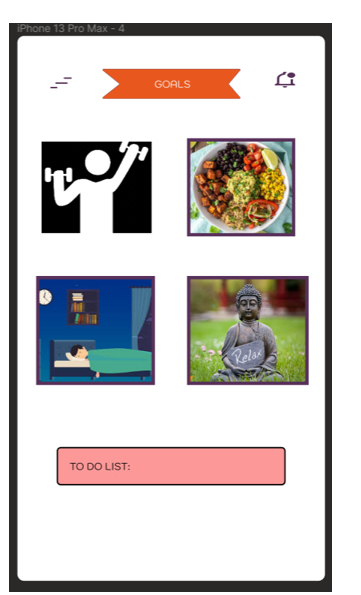 iPhone 13 Pro Max - 4
GOALS
Relax
TO DO LIST: